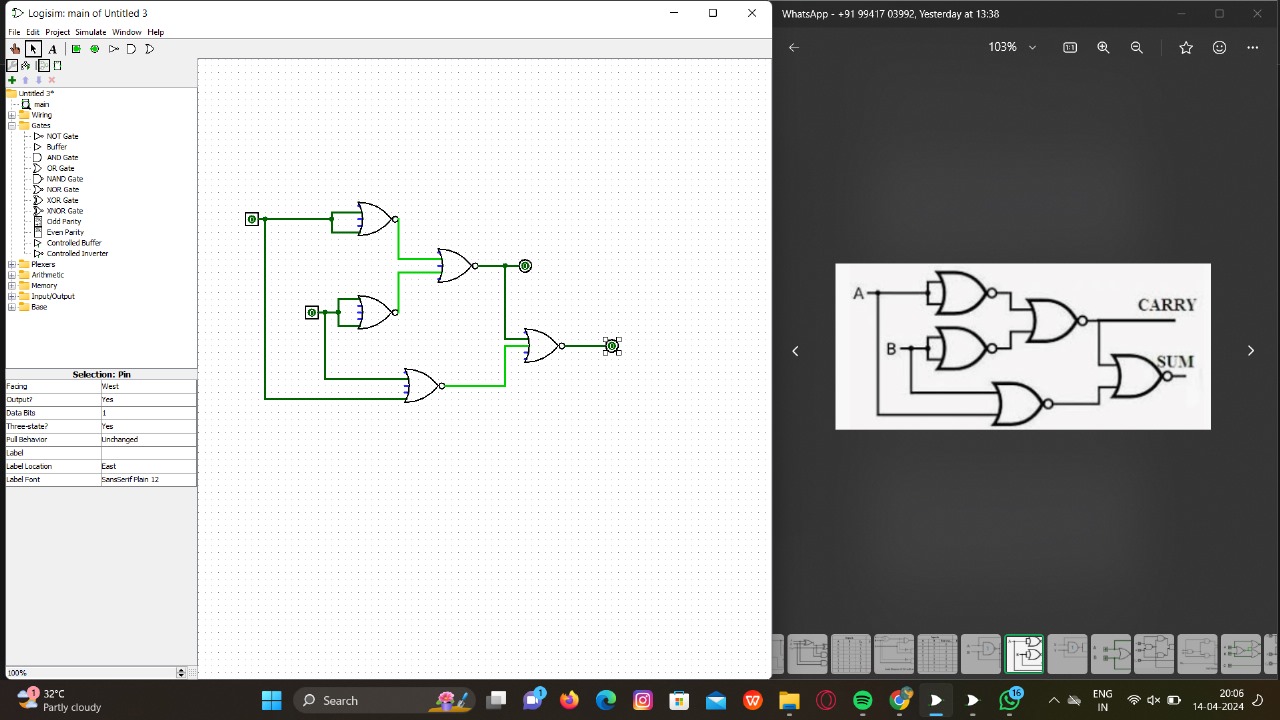 Logisim: main of Untitled 3
File Edit Project Simulate Window Help
A
Untitled 3*
main
Wiring
Gates
NOT Gate
Buffer
AND Gate
OR Gate
NAND Gate
NOR Gate
XOR Gate
XNOR Gate
Odd Parity
Even Parity
Controlled Buffer
Controlled Inverter
Plexers
Arithmetic
Memory
Input/Output
Base
Selection: Pin
Facing West
Output? Yes
Data Bits 1
Three-state? Yes
Pull Behavior Unchanged
Label
Label Location East
Label Font SansSerif Plain 12
100%
0
0
0
0
WhatsApp - +91 99417 03992, Yesterday at 13:38
103%
1:1
A
CARRY
B
SUM
1
32°C
Partly cloudy
Search
1
16
ENG
IN
20:06
14-04-2024